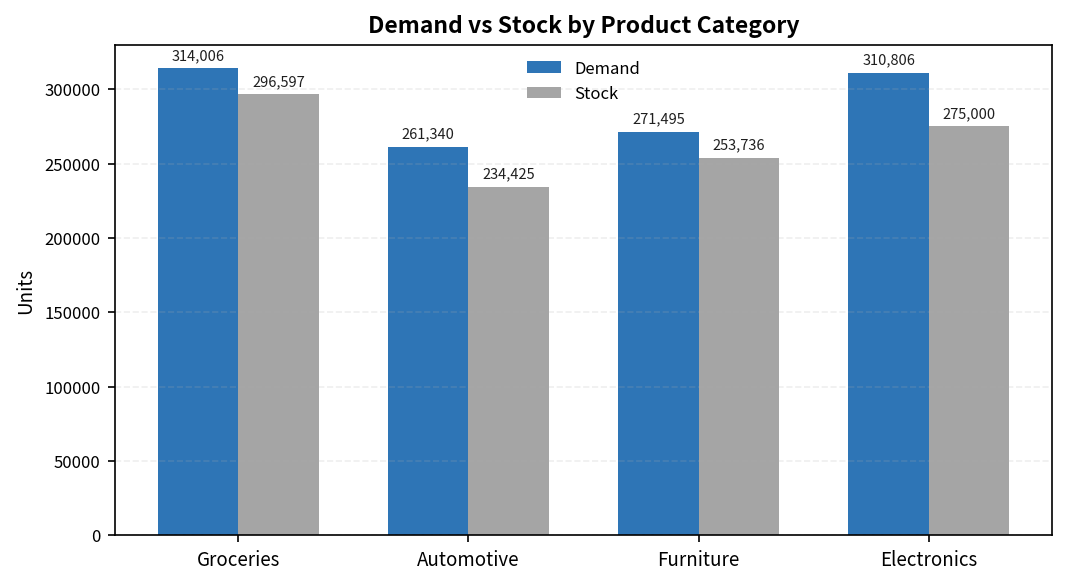 Demand vs Stock by Product Category
Demand
Stock
314,006
296,597
261,340
234,425
271,495
253,736
310,806
275,000
300000
250000
200000
150000
100000
50000
0
Units
Groceries
Automotive
Furniture
Electronics